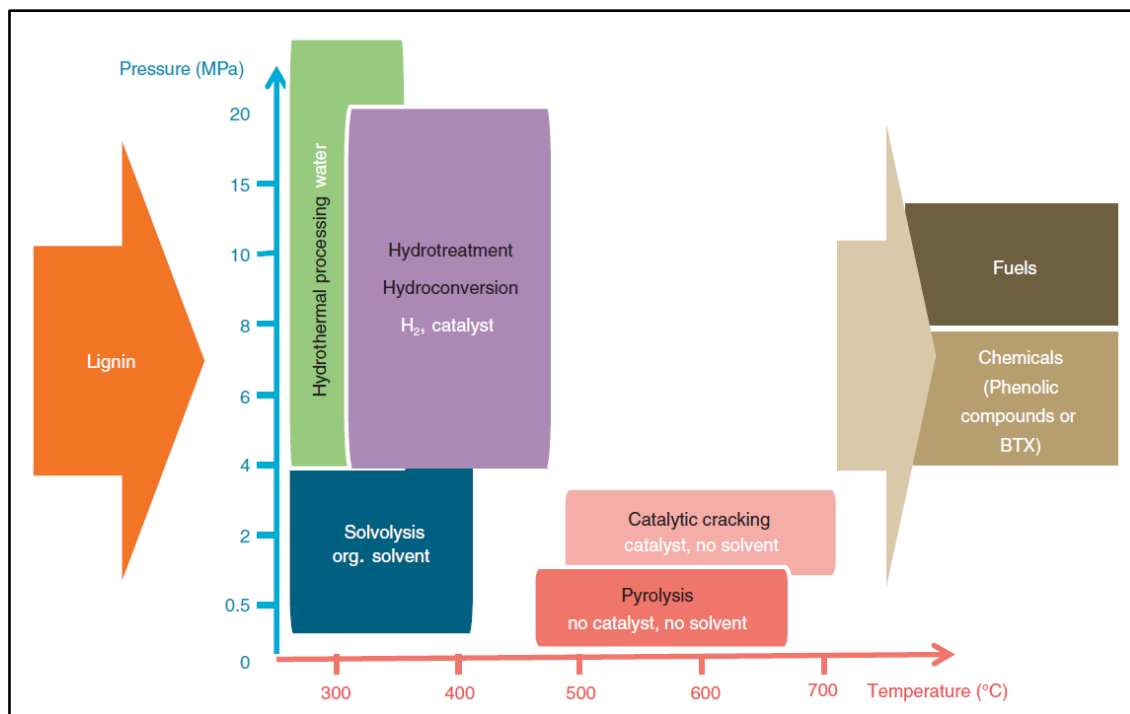 Pressure (MPa)
20
15
10
8
6
4
2
0.5
0
Lignin
Hydrothermal processing water
Hydrotreatment
Hydroconversion
H₂, catalyst
Solvolysis
org. solvent
Catalytic cracking
catalyst, no solvent
Pyrolysis
no catalyst, no solvent
300
400
500
600
700
Temperature (°C)
Fuels
Chemicals
(Phenolic
compounds or
BTX)